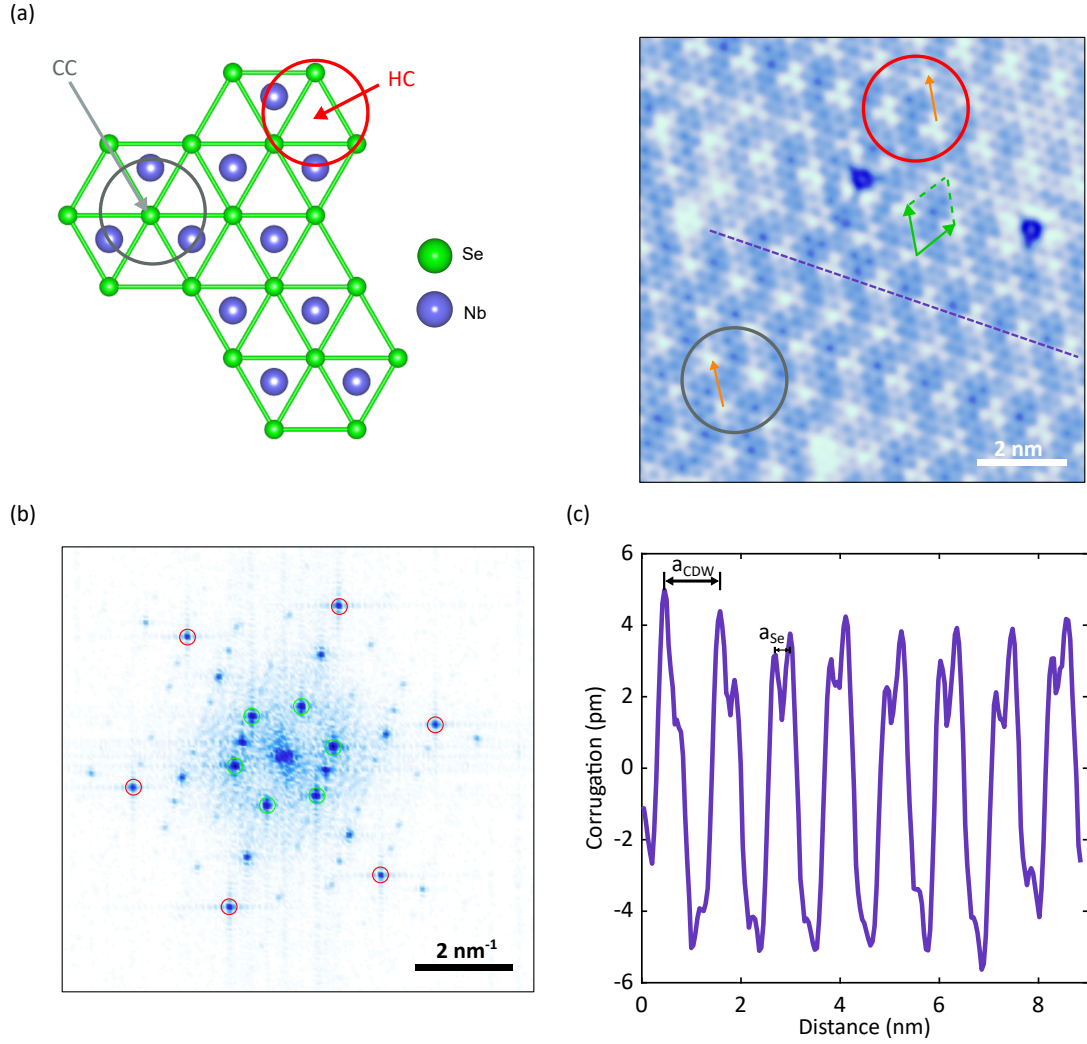 (a)
CC
HC
Se
Nb
2 nm
(b)
2 nm⁻¹
(c)
6
4
2
0
-2
-4
-6
Corrugation (pm)
a_CDW
a_Se
0 2 4 6 8
Distance (nm)